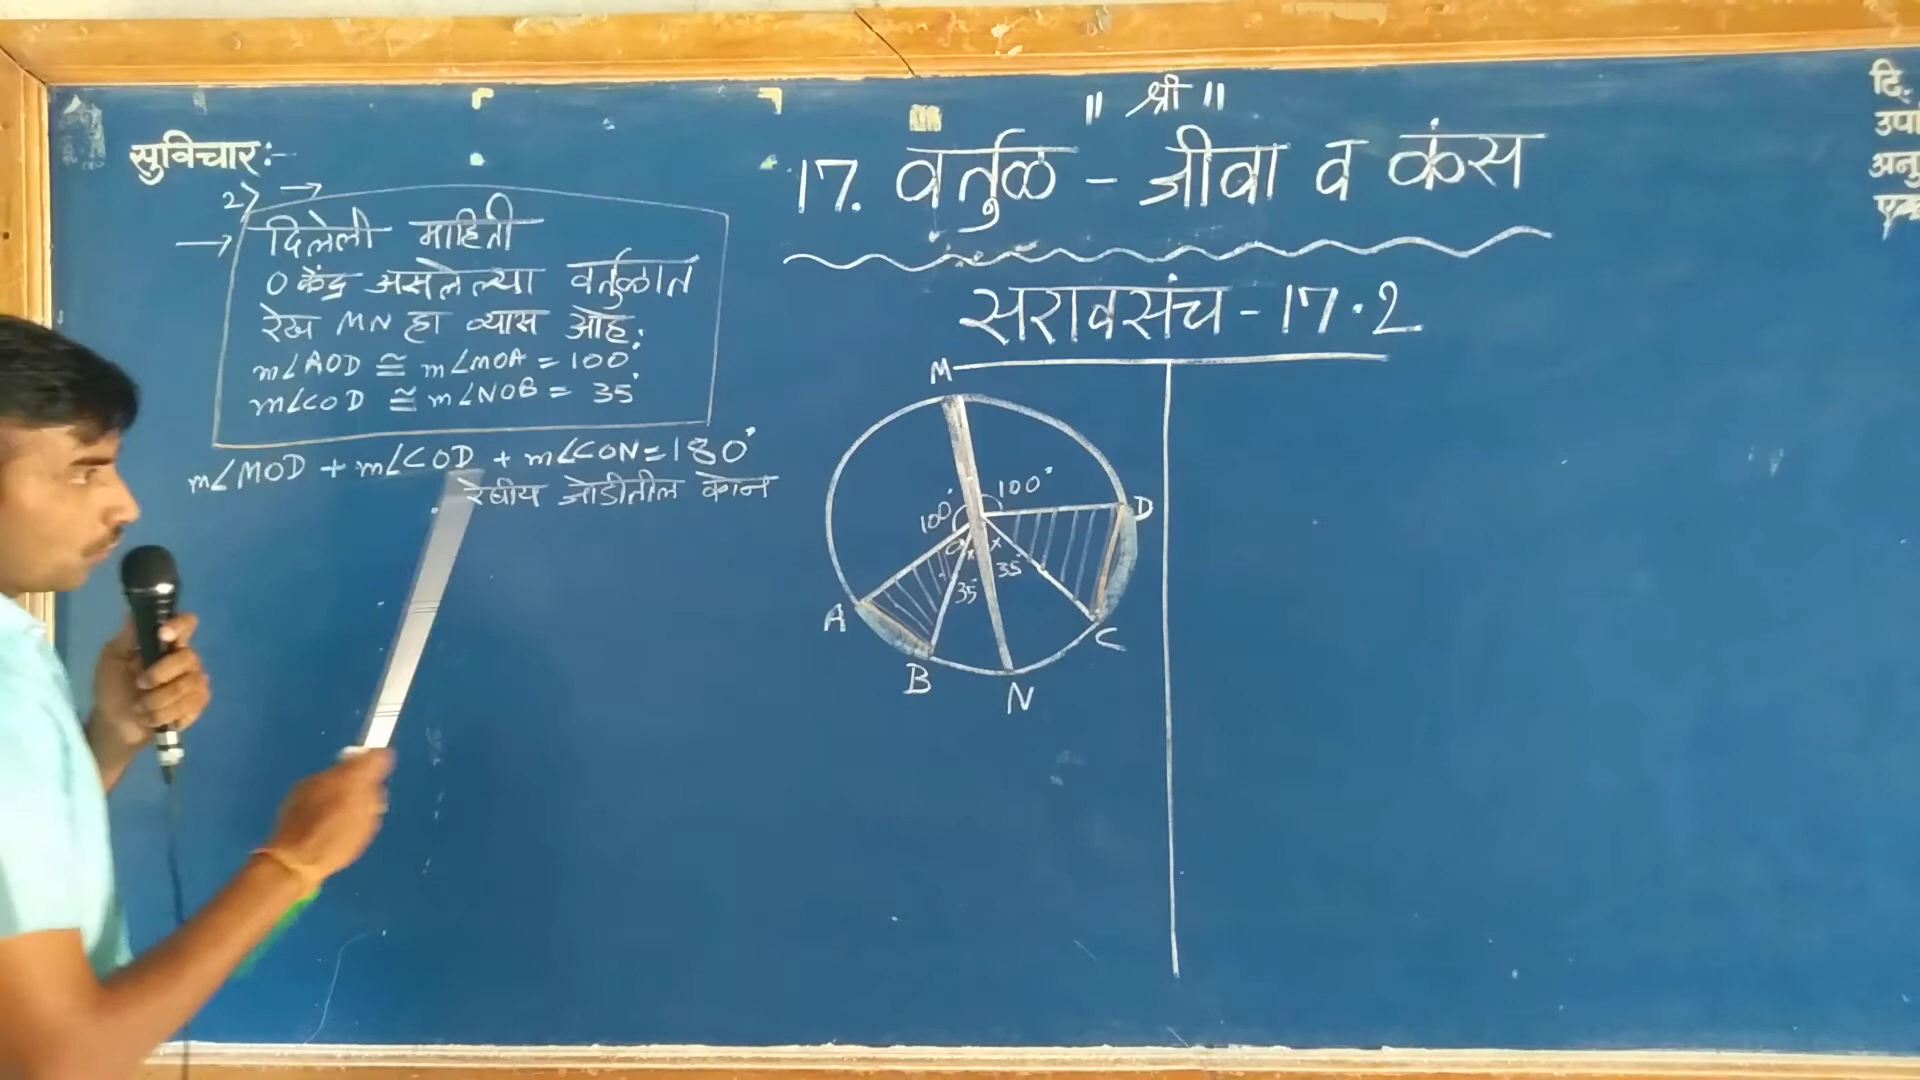 || श्री ||
17. वर्तुळ - जीवा व कंस
सरावसंच - 17.2
सुविचार:-
2) →
→ दिलेली माहिती
O केंद्र असलेल्या वर्तुळात
रेख MN हा व्यास आहे.
m∠AOD ≅ m∠MOA = 100°
m∠COD ≅ m∠NOB = 35°
m∠MOD + m∠COD + m∠CON = 180°
रेषीय जोडीतील कोन
M
100°
100°
D
35
35
A
B
N
C
टि.